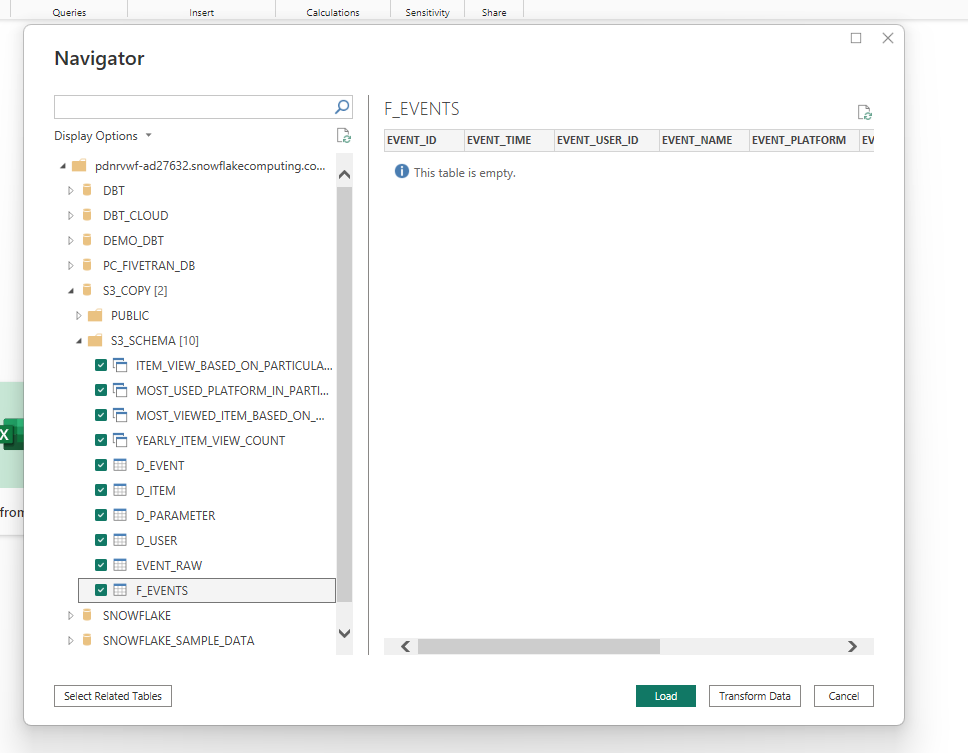 Queries
Insert
Calculations
Sensitivity
Share
Navigator
Display Options
pdnrvwf-ad27632.snowflakecomputing.co...
DBT
DBT_CLOUD
DEMO_DBT
PC_FIVETRAN_DB
S3_COPY [2]
PUBLIC
S3_SCHEMA [10]
ITEM_VIEW_BASED_ON_PARTICULA...
MOST_USED_PLATFORM_IN_PARTI...
MOST_VIEWED_ITEM_BASED_ON_...
YEARLY_ITEM_VIEW_COUNT
D_EVENT
D_ITEM
D_PARAMETER
D_USER
EVENT_RAW
F_EVENTS
SNOWFLAKE
SNOWFLAKE_SAMPLE_DATA
F_EVENTS
EVENT_ID EVENT_TIME EVENT_USER_ID EVENT_NAME EVENT_PLATFORM EV
This table is empty.
X
from
Select Related Tables
Load
Transform Data
Cancel